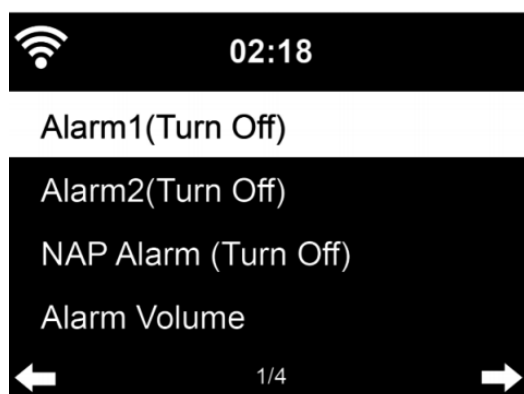 02:18
Alarm1(Turn Off)
Alarm2(Turn Off)
NAP Alarm (Turn Off)
Alarm Volume
1/4